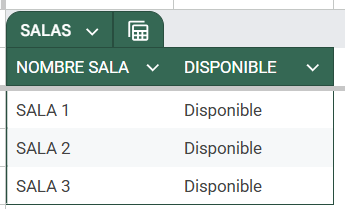 SALAS
NOMBRE SALA DISPONIBLE
SALA 1 Disponible
SALA 2 Disponible
SALA 3 Disponible